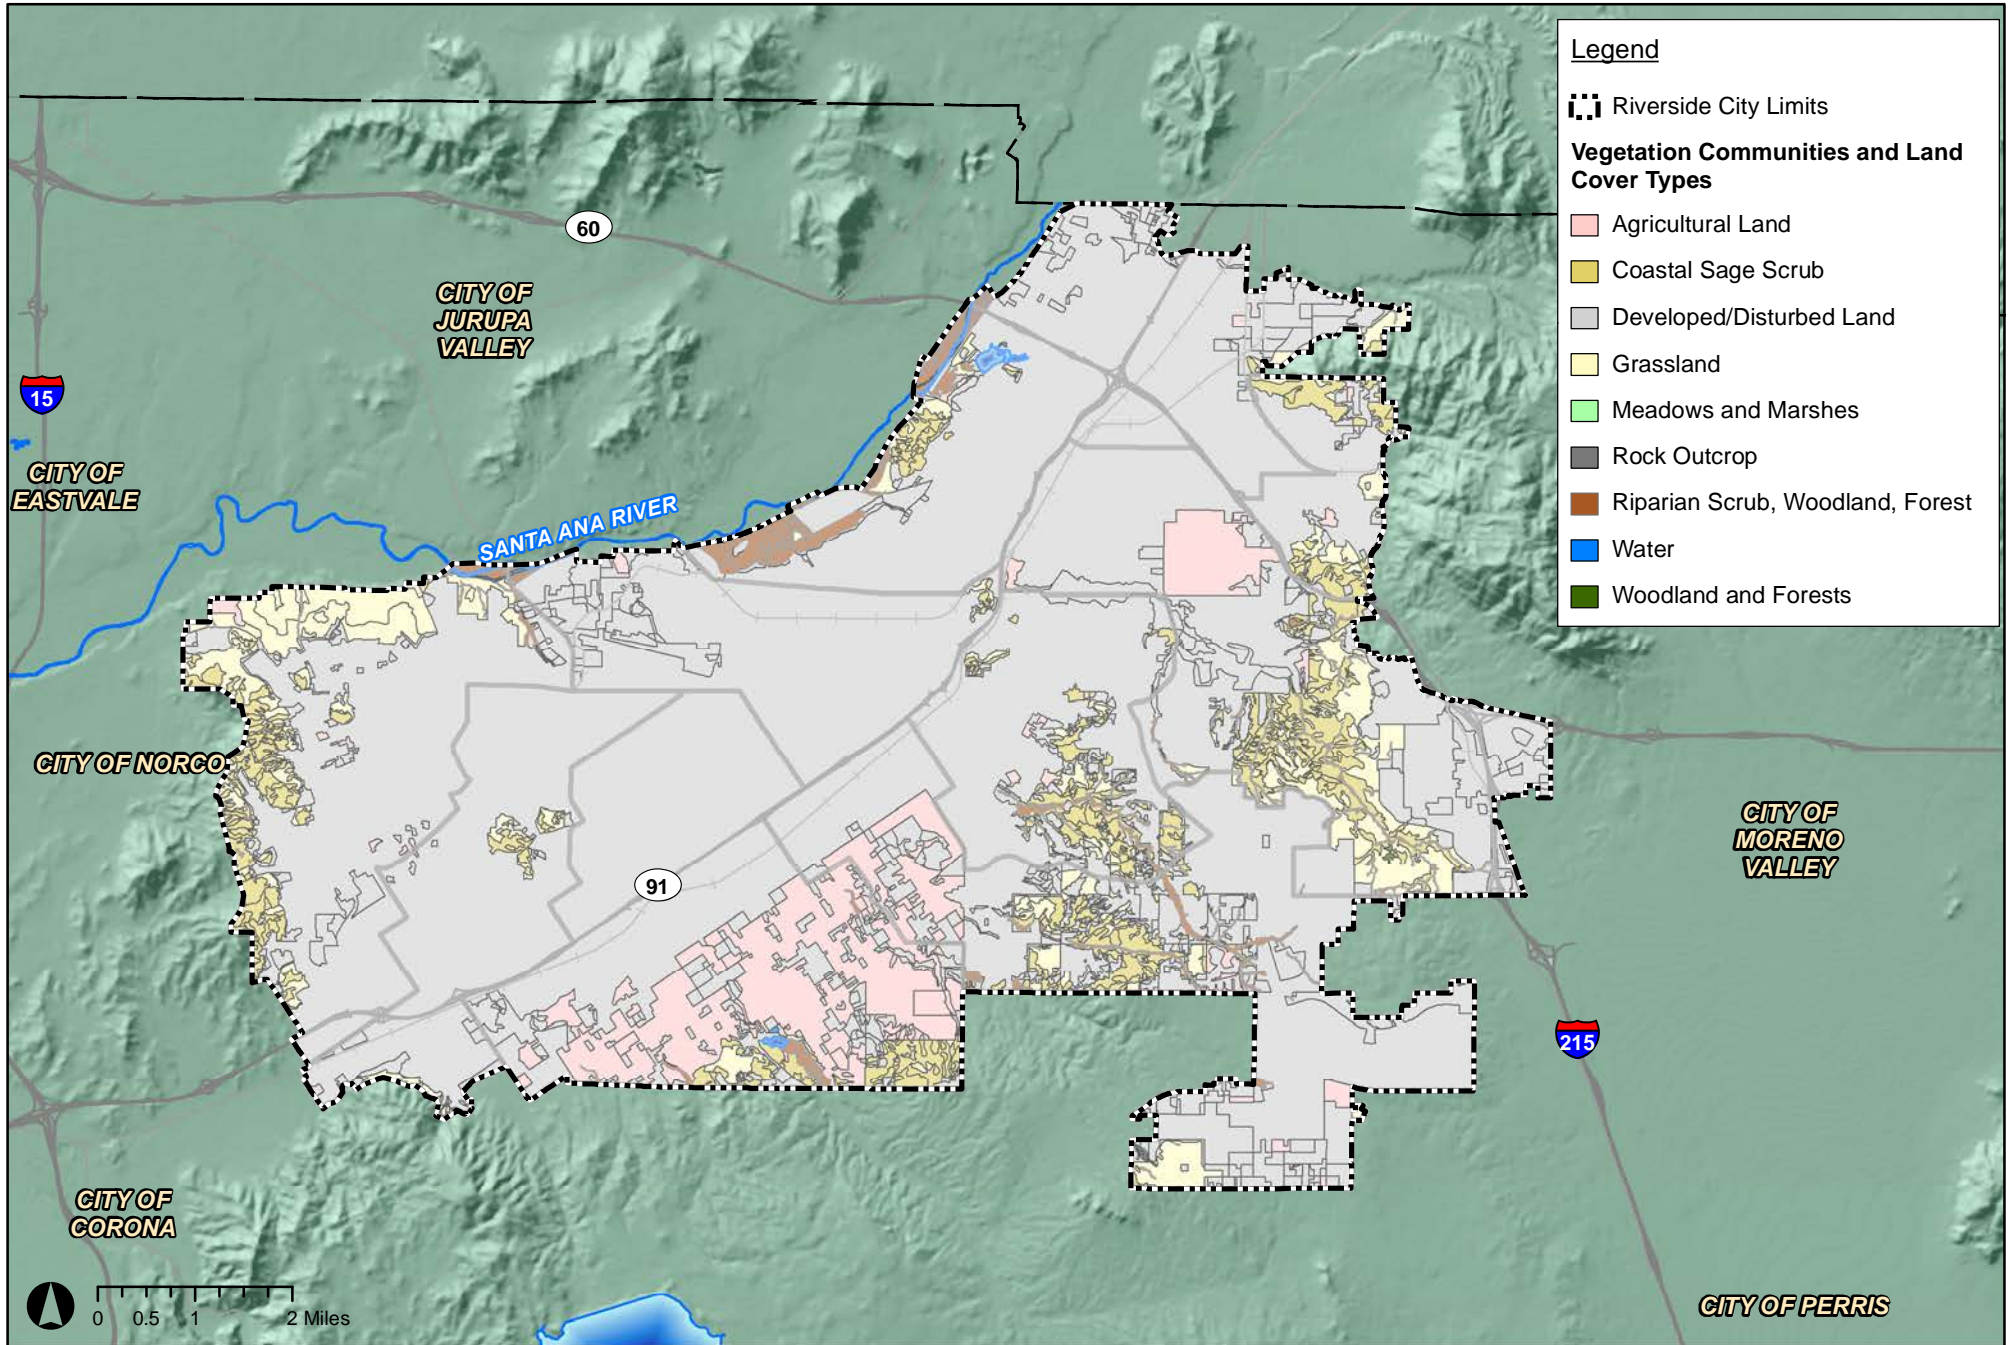 Legend
Riverside City Limits
Vegetation Communities and Land
Cover Types
Agricultural Land
Coastal Sage Scrub
Developed/Disturbed Land
Grassland
Meadows and Marshes
Rock Outcrop
Riparian Scrub, Woodland, Forest
Water
Woodland and Forests
60
CITY OF
JURUPA
VALLEY
15
CITY OF
EASTVALE
SANTA ANA RIVER
CITY OF NORCO
91
CITY OF
MORENO
VALLEY
215
CITY OF
CORONA
CITY OF PERRIS
0 0.5 1 2 Miles